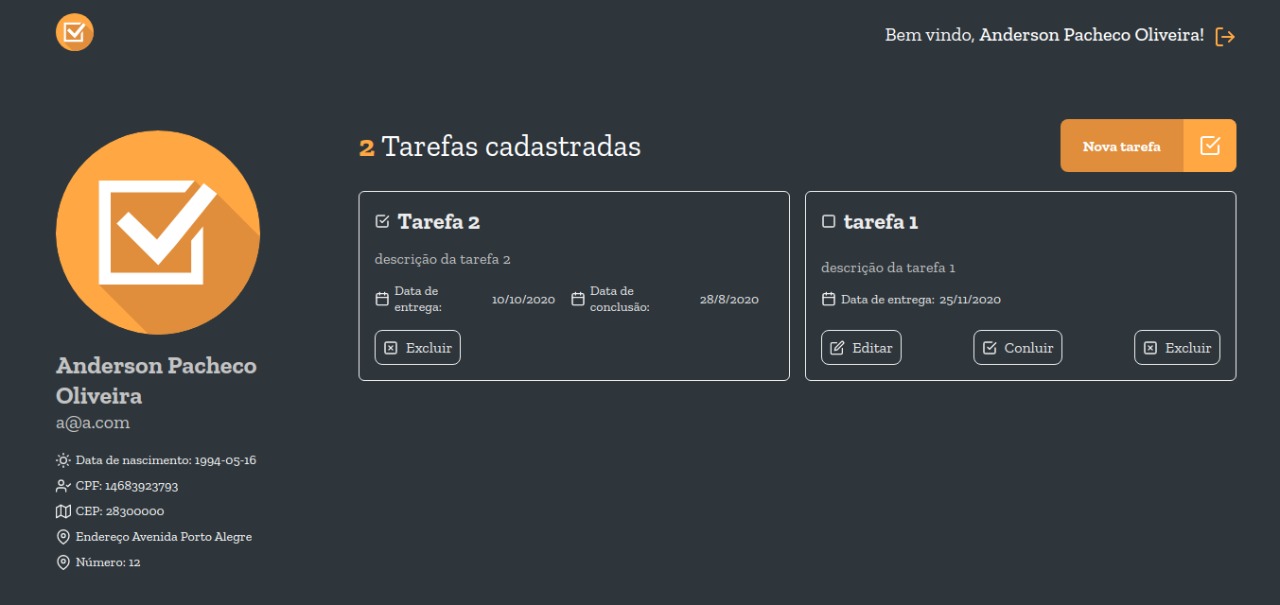 Bem vindo, Anderson Pacheco Oliveira!
2 Tarefas cadastradas
Nova tarefa
Anderson Pacheco
Oliveira
a@a.com
Data de nascimento: 1994-05-16
CPF: 14683923793
CEP: 28300000
Endereço Avenida Porto Alegre
Número: 12
Tarefa 2
descrição da tarefa 2
Data de
entrega:
10/10/2020
Data de
conclusão:
28/8/2020
Excluir
tarefa 1
descrição da tarefa 1
Data de entrega: 25/11/2020
Editar
Conluir
Excluir